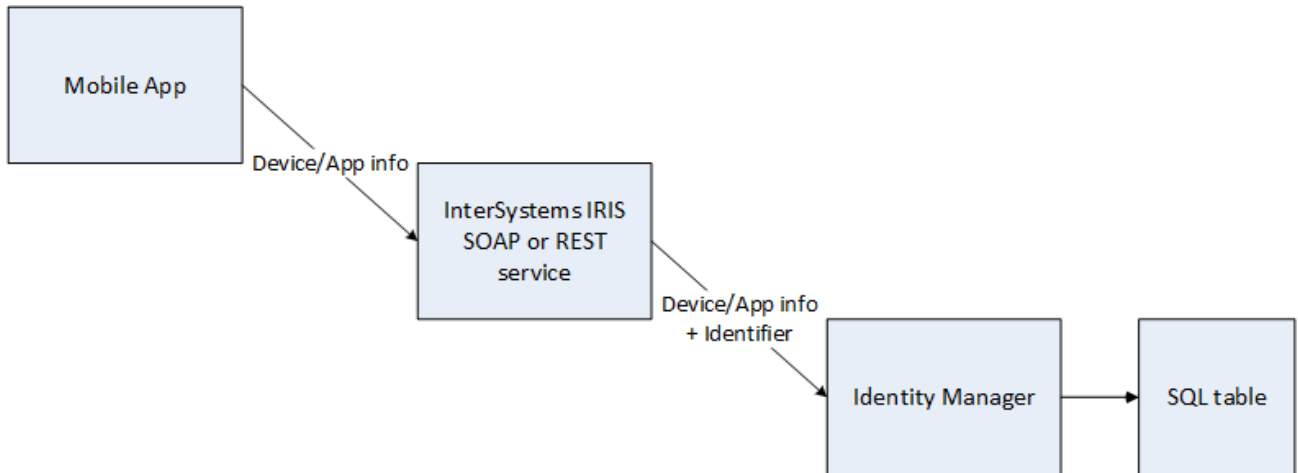 Mobile App
Device/App info
InterSystems IRIS
SOAP or REST
service
Device/App info
+ Identifier
Identity Manager
SQL table